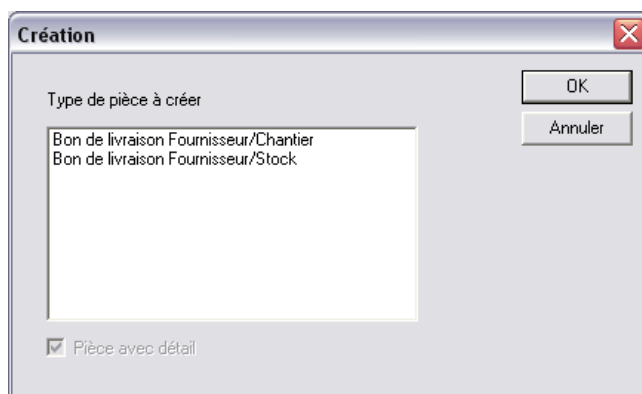 Création
Type de pièce à créer
OK
Annuler
Bon de livraison Fournisseur/Chantier
Bon de livraison Fournisseur/Stock
Pièce avec détail